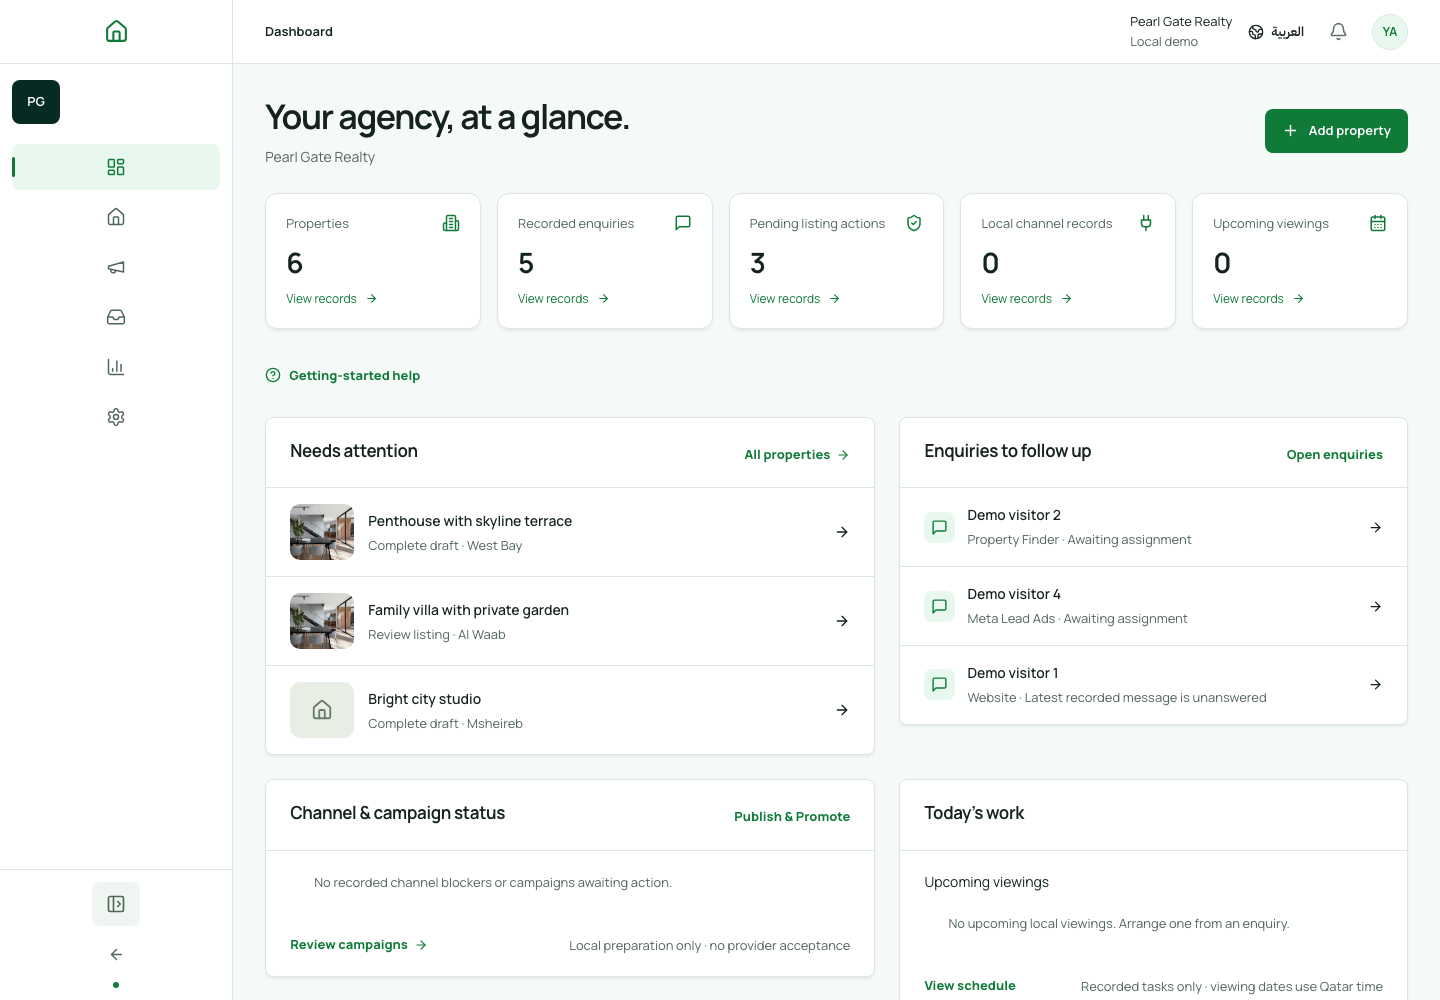 Dashboard
Pearl Gate Realty
Local demo
العربية
YA
PG
Your agency, at a glance.
Pearl Gate Realty
Add property
Properties
6
View records
Recorded enquiries
5
View records
Pending listing actions
3
View records
Local channel records
0
View records
Upcoming viewings
0
View records
Getting-started help
Needs attention
All properties
Penthouse with skyline terrace
Complete draft · West Bay
Family villa with private garden
Review listing · Al Waab
Bright city studio
Complete draft · Msheireb
Enquiries to follow up
Open enquiries
Demo visitor 2
Property Finder · Awaiting assignment
Demo visitor 4
Meta Lead Ads · Awaiting assignment
Demo visitor 1
Website · Latest recorded message is unanswered
Channel & campaign status
Publish & Promote
No recorded channel blockers or campaigns awaiting action.
Review campaigns
Local preparation only · no provider acceptance
Today's work
Upcoming viewings
No upcoming local viewings. Arrange one from an enquiry.
View schedule
Recorded tasks only · viewing dates use Qatar time